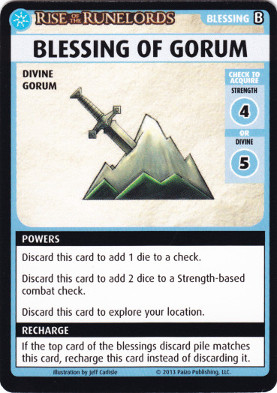 RISE OF THE RUNELORDS
BLESSING B
BLESSING OF GORUM
DIVINE
GORUM
CHECK TO
ACQUIRE
STRENGTH
4
OR
DIVINE
5
POWERS
Discard this card to add 1 die to a check.
Discard this card to add 2 dice to a Strength-based
combat check.
Discard this card to explore your location.
RECHARGE
If the top card of the blessings discard pile matches
this card, recharge this card instead of discarding it.
Illustration by Jeff Carlisle
© 2013 Paizo Publishing, LLC.